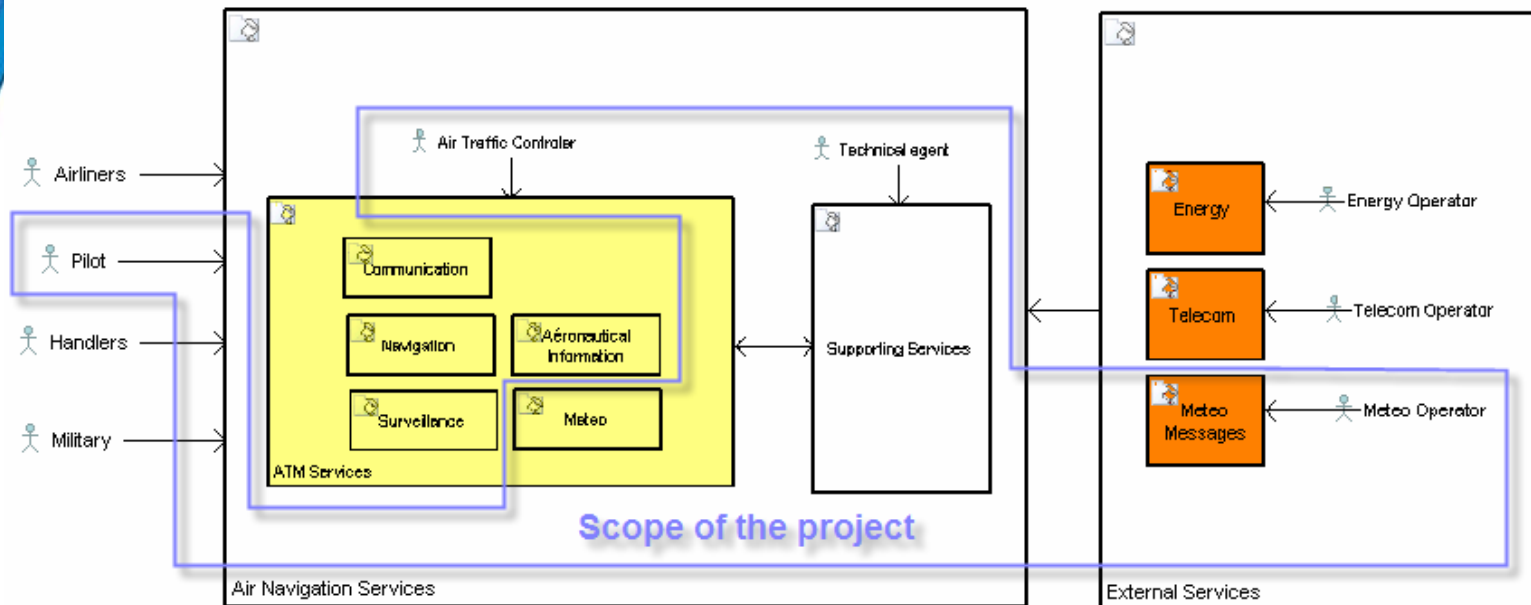 Air Traffic Controler
Technical agent
Airliners
Pilot
Handlers
Military
Communication
Navigation
Aéronautical
Information
Surveillance
Meteo
ATM Services
Supporting Services
Scope of the project
Air Navigation Services
Energy
Energy Operator
Telecom
Telecom Operator
Meteo
Messages
Meteo Operator
External Services